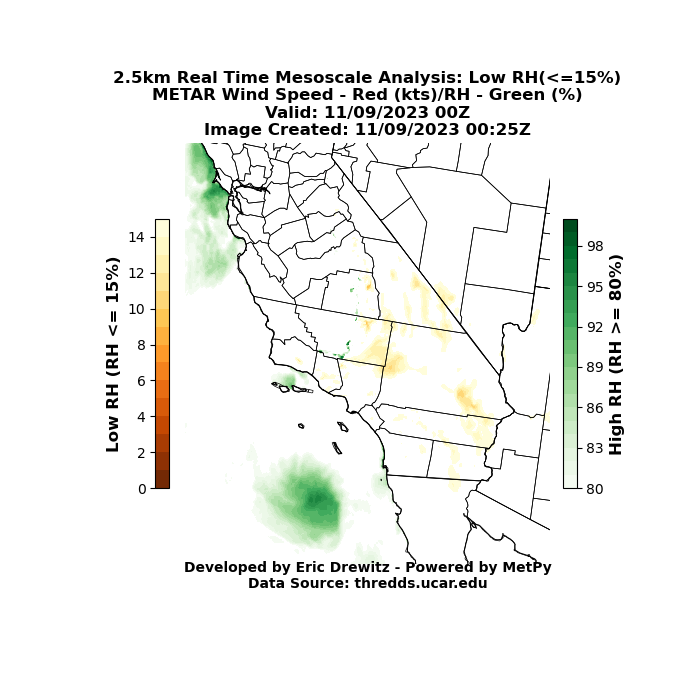 2.5km Real Time Mesoscale Analysis: Low RH(<=15%)
METAR Wind Speed - Red (kts)/RH - Green (%)
Valid: 11/09/2023 00Z
Image Created: 11/09/2023 00:25Z
Low RH (RH <= 15%)
14
12
10
8
6
4
2
0
98
95
92
89
86
83
80
High RH (RH >= 80%)
Developed by Eric Drewitz - Powered by MetPy
Data Source: thredds.ucar.edu